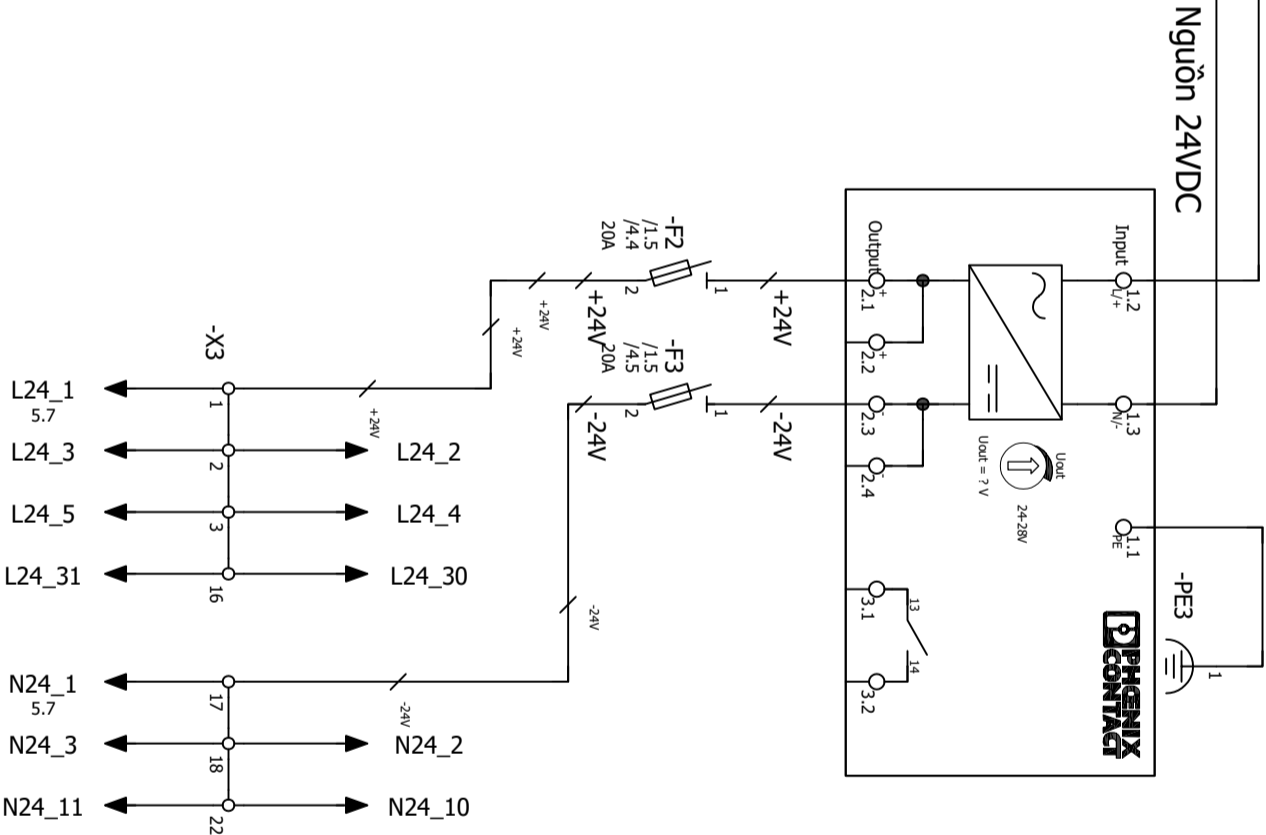 Nguồn 24VDC
Input
1.2
L/+
1.3
N/-
1.1
PE
-PE3
1
PHŒNIX
CONTACT
Uout
24-28V
Uout = ? V
Output
+
2.1
+
2.2
-
2.3
-
2.4
13
14
3.1
3.2
+24V
-24V
-F2
/1.5
/4.4
20A
1
2
-F3
/1.5
/4.5
20A
1
2
+24V
-24V
+24V
+24V
+24V
-24V
-24V
-X3
L24_1
5.7
1
L24_3
2
L24_2
L24_5
3
L24_4
L24_31
16
L24_30
N24_1
5.7
17
N24_3
18
N24_2
N24_11
22
N24_10